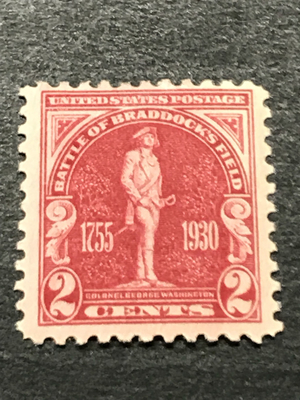 UNITED STATES POSTAGE
BATTLE OF BRADDOCK'S FIELD
1755 1930
COLONEL GEORGE WASHINGTON
2 CENTS 2